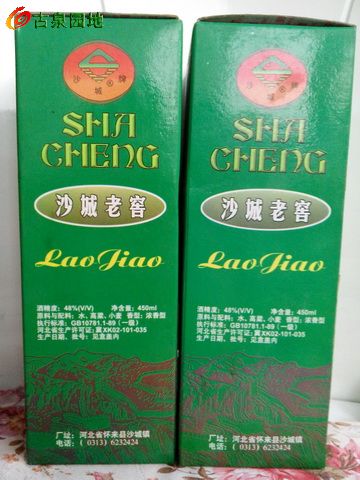 古泉园地
沙城®牌
SHA
CHENG
沙城老窖
LaoJiao
酒精度：48%(V/V) 净含量：450ml
原料与配料：水、高粱、小麦 香型：浓香型
执行标准：GB10781.1-89（一级）
河北省生产许可证：冀XK02-101-035
生产日期、批号：见盒盖内
厂址：河北省怀来县沙城镇
电话：（0313）6232424
沙城®牌
SHA
CHENG
沙城老窖
LaoJiao
酒精度：48%(V/V) 净含量：450ml
原料与配料：水、高粱、小麦 香型：浓香型
执行标准：GB10781.1-89（一级）
河北省生产许可证：冀XK02-101-035
生产日期、批号：见盒盖内
厂址：河北省怀来县沙城镇
电话：（0313）6232424